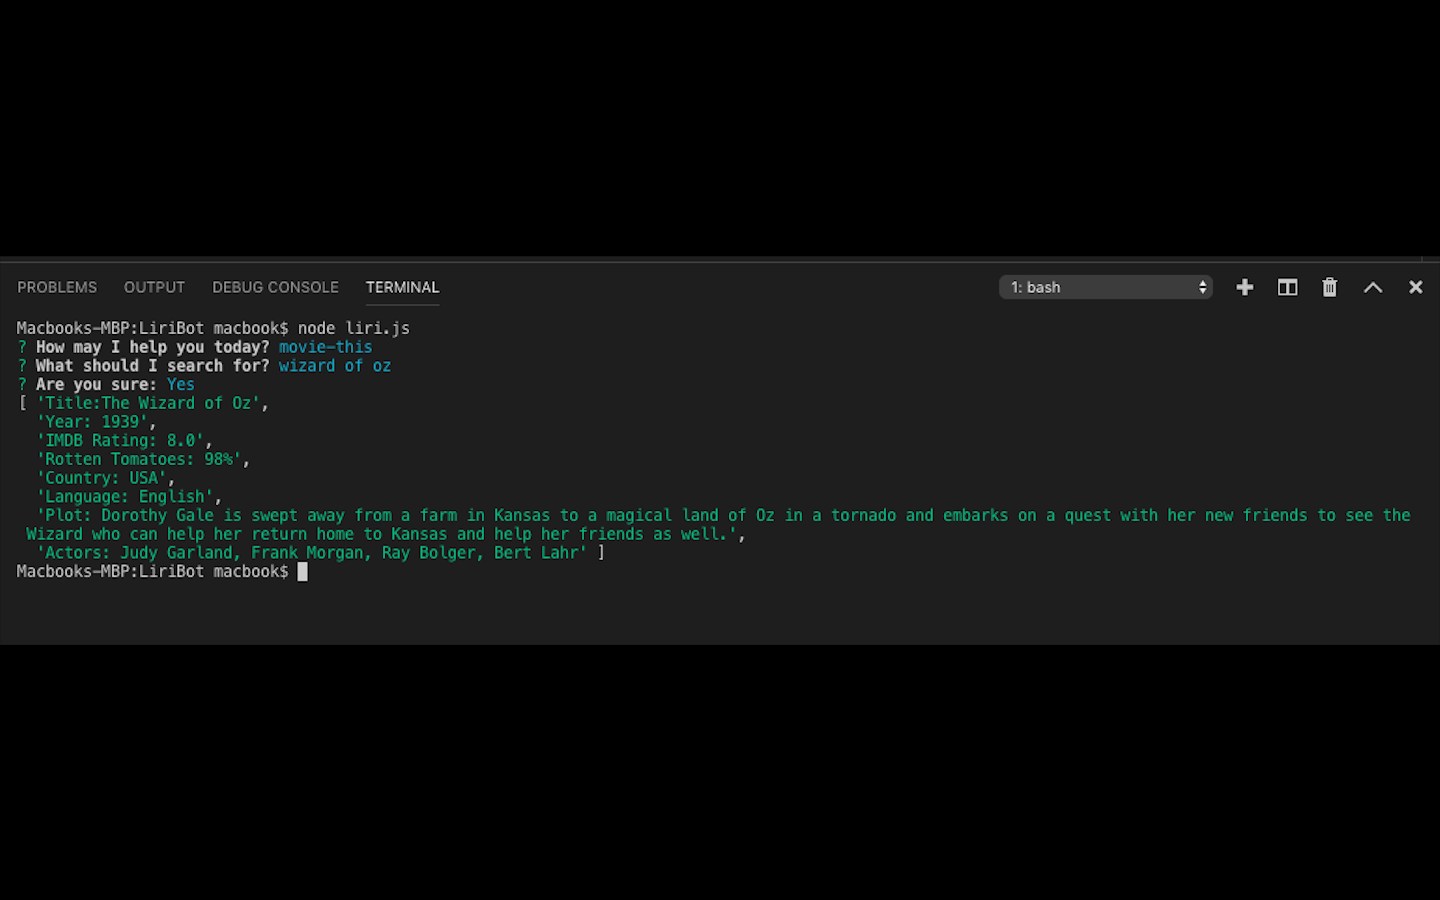 PROBLEMS OUTPUT DEBUG CONSOLE TERMINAL 1: bash
Macbooks-MBP:LiriBot macbook$ node liri.js
? How may I help you today? movie-this
? What should I search for? wizard of oz
? Are you sure: Yes
[ 'Title:The Wizard of Oz',
'Year: 1939',
'IMDB Rating: 8.0',
'Rotten Tomatoes: 98%',
'Country: USA',
'Language: English',
'Plot: Dorothy Gale is swept away from a farm in Kansas to a magical land of Oz in a tornado and embarks on a quest with her new friends to see the
Wizard who can help her return home to Kansas and help her friends as well.',
'Actors: Judy Garland, Frank Morgan, Ray Bolger, Bert Lahr' ]
Macbooks-MBP:LiriBot macbook$